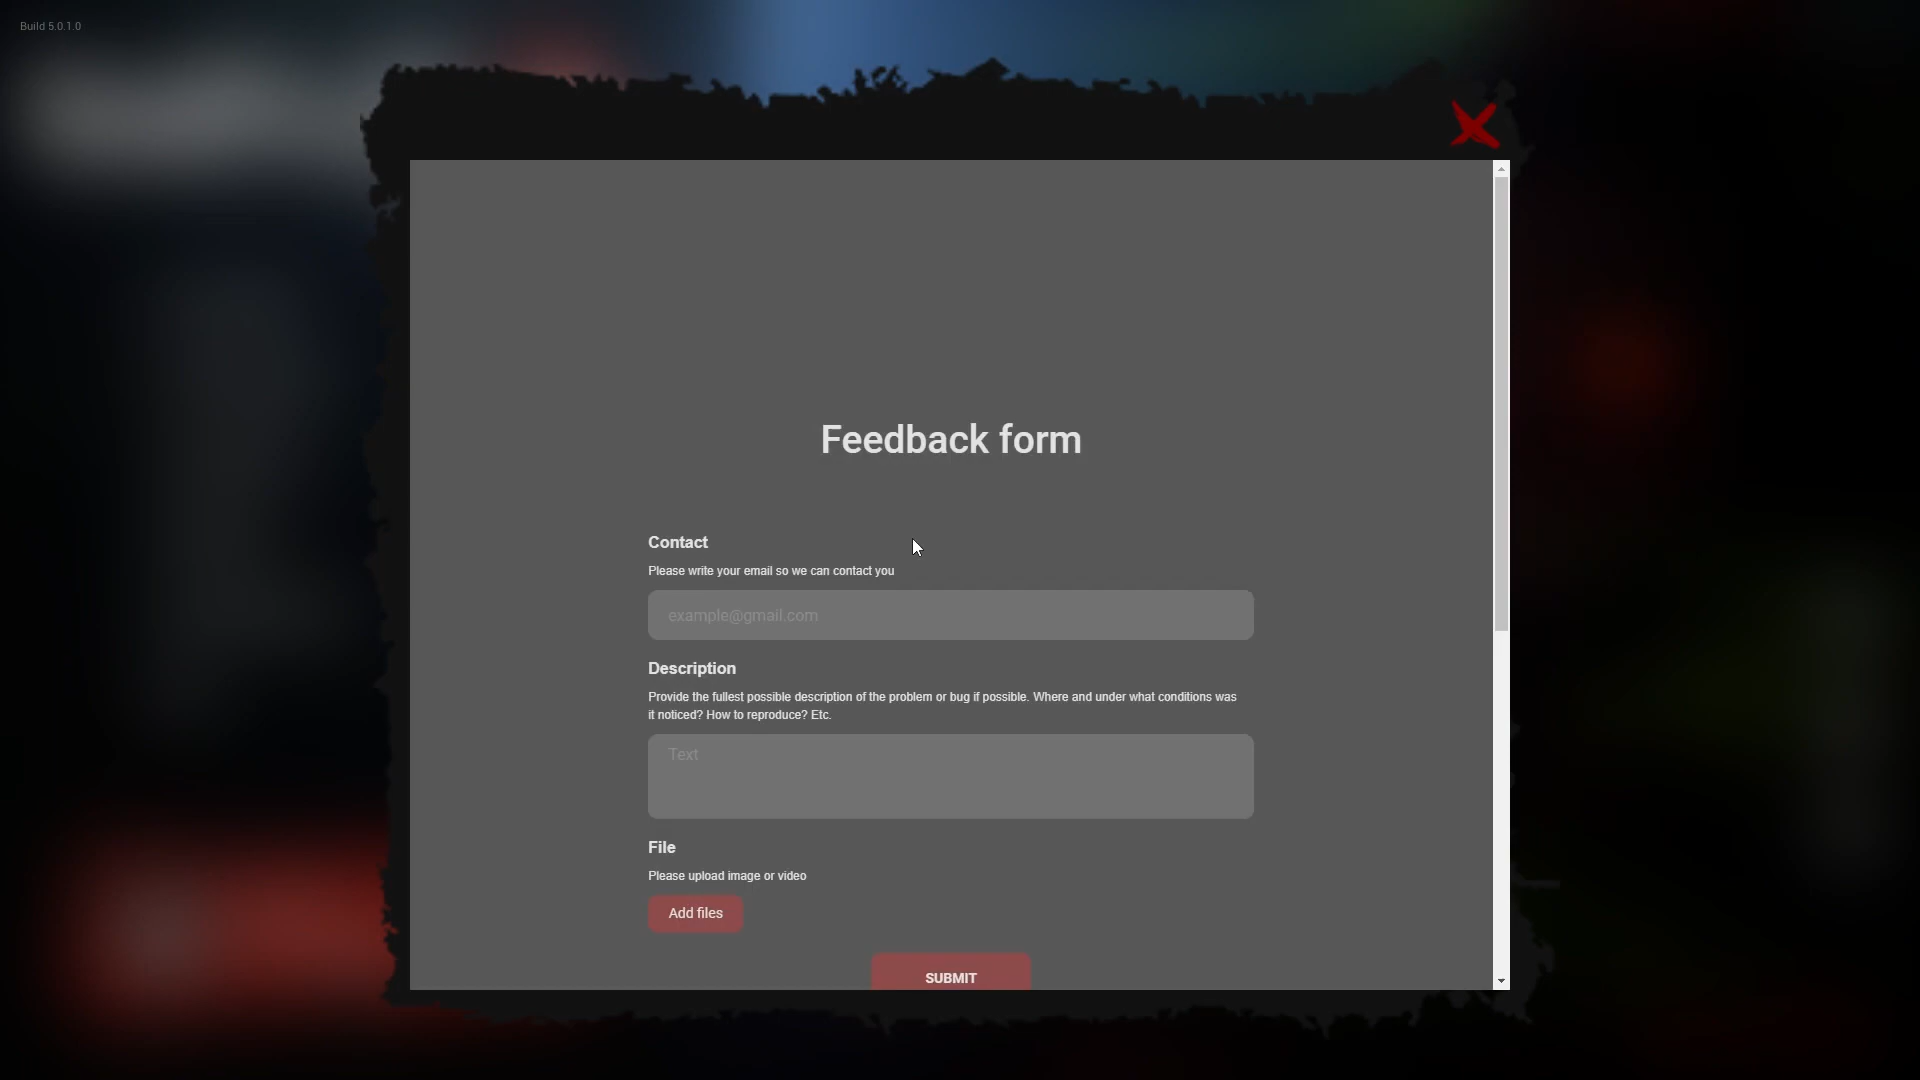 Build 5.0.1.0
Feedback form
Contact
Please write your email so we can contact you
example@gmail.com
Description
Provide the fullest possible description of the problem or bug if possible. Where and under what conditions was
it noticed? How to reproduce? Etc.
Text
File
Please upload image or video
Add files
SUBMIT